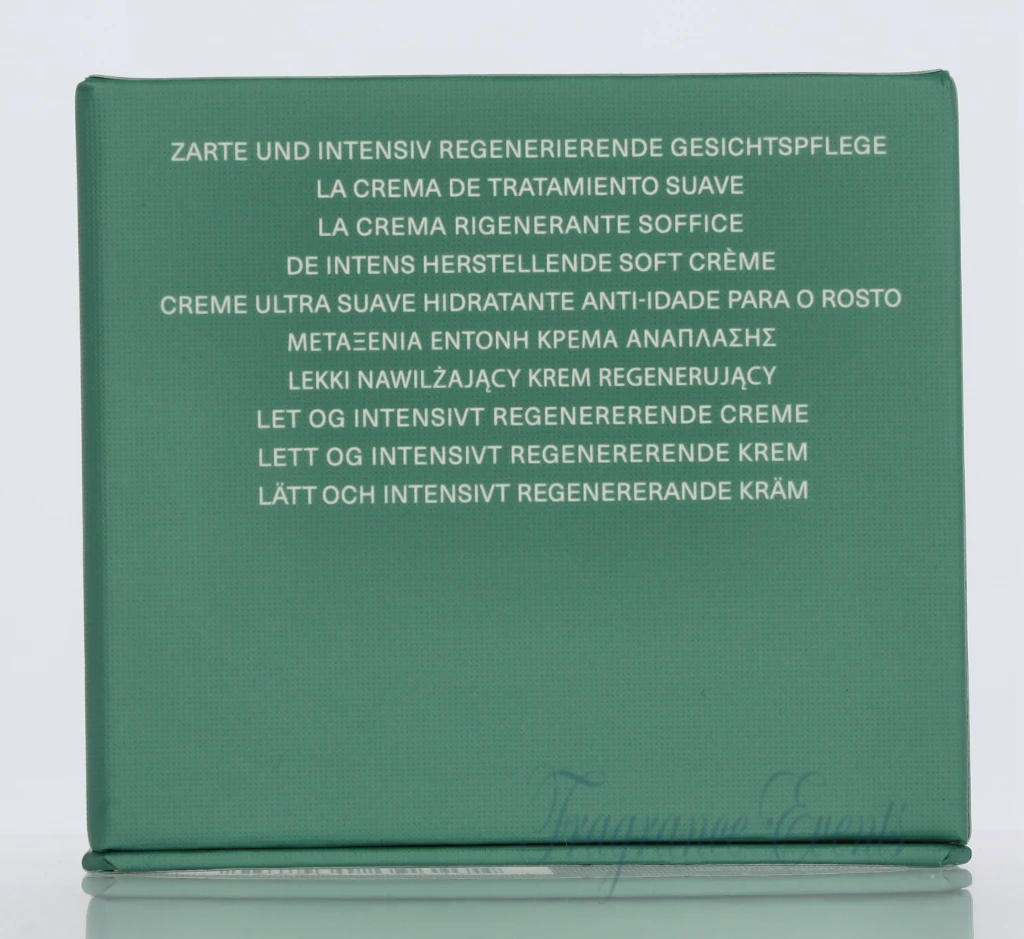 ZARTE UND INTENSIV REGENERIERENDE GESICHTSPFLEGE
LA CREMA DE TRATAMIENTO SUAVE
LA CREMA RIGENERANTE SOFFICE
DE INTENS HERSTELLENDE SOFT CRÈME
CREME ULTRA SUAVE HIDRATANTE ANTI-IDADE PARA O ROSTO
ΜΕΤΑΞΕΝΙΑ ΕΝΤΟΝΗ ΚΡΕΜΑ ΑΝΑΠΛΑΣΗΣ
LEKKI NAWILŻAJĄCY KREM REGENERUJĄCY
LET OG INTENSIVT REGENERERENDE CREME
LETT OG INTENSIVT REGENERERENDE KREM
LÄTT OCH INTENSIVT REGENERERANDE KRÄM
Fragrance Events